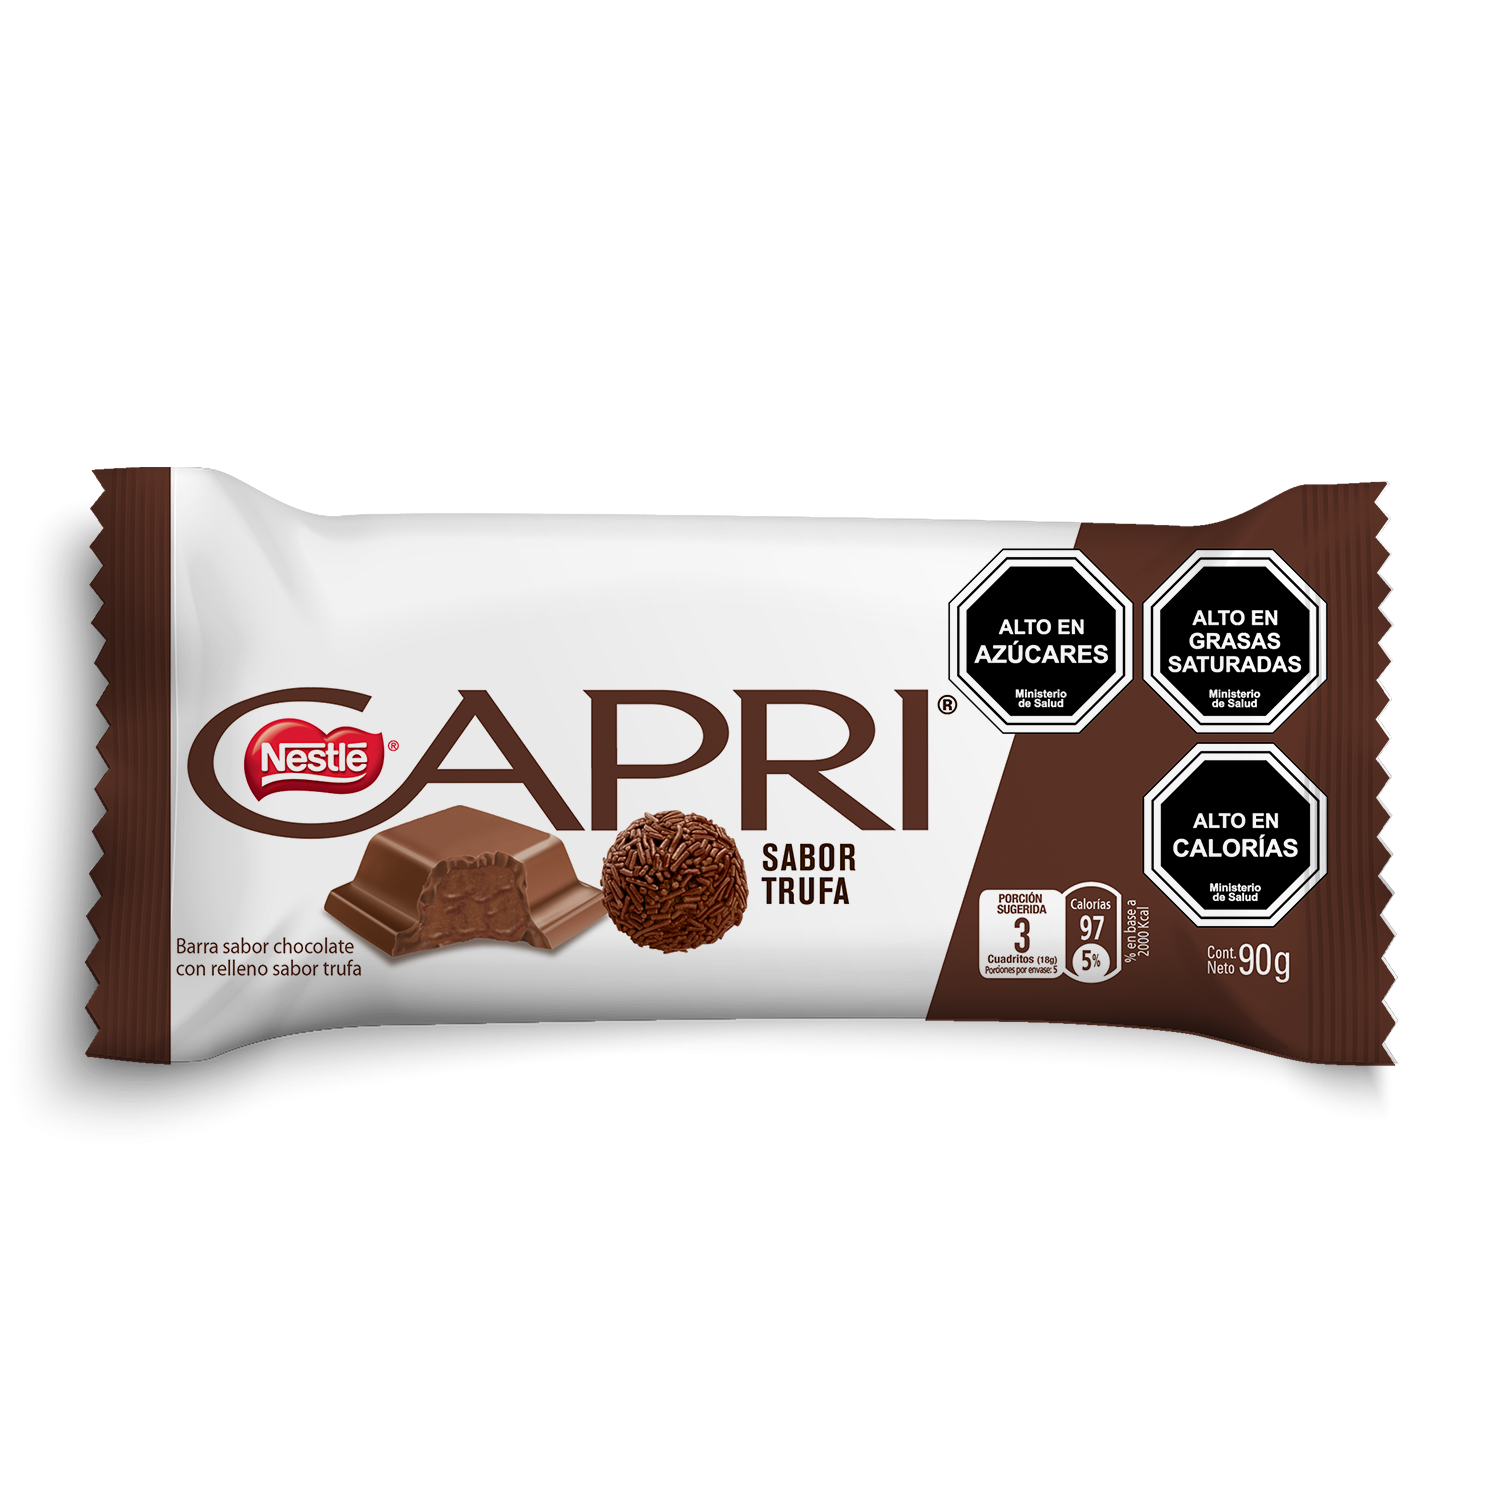 CAPRI®
Nestlé®
SABOR
TRUFA
Barra sabor chocolate
con relleno sabor trufa
ALTO EN
AZÚCARES
Ministerio
de Salud
ALTO EN
GRASAS
SATURADAS
Ministerio
de Salud
ALTO EN
CALORÍAS
Ministerio
de Salud
PORCIÓN
SUGERIDA
3
Cuadritos (18g)
Porciones por envase: 5
Calorías
97
5%
% en base a
2000 Kcal
Cont.
Neto 90g